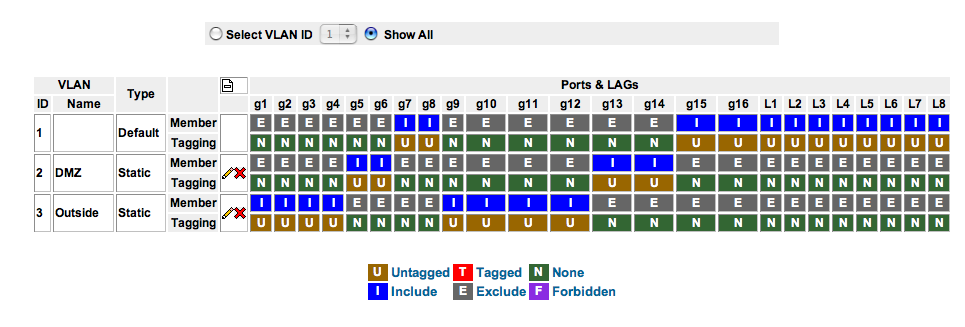 Select VLAN ID 1 Show All
VLAN Type Ports & LAGs
ID Name g1 g2 g3 g4 g5 g6 g7 g8 g9 g10 g11 g12 g13 g14 g15 g16 L1 L2 L3 L4 L5 L6 L7 L8
1 Default Member E E E E E E I I E E E E E E I I I I I I I I I I
Tagging N N N N N N U U N N N N N N U U U U U U U U U U
2 DMZ Static Member E E E E I I E E E E E E I I E E E E E E E E E E
Tagging N N N N U U N N N N N N U U N N N N N N N N N N
3 Outside Static Member I I I I E E E E I I I I E E E E E E E E E E E E
Tagging U U U U N N N N U U U U N N N N N N N N N N N N
U Untagged T Tagged N None
I Include E Exclude F Forbidden